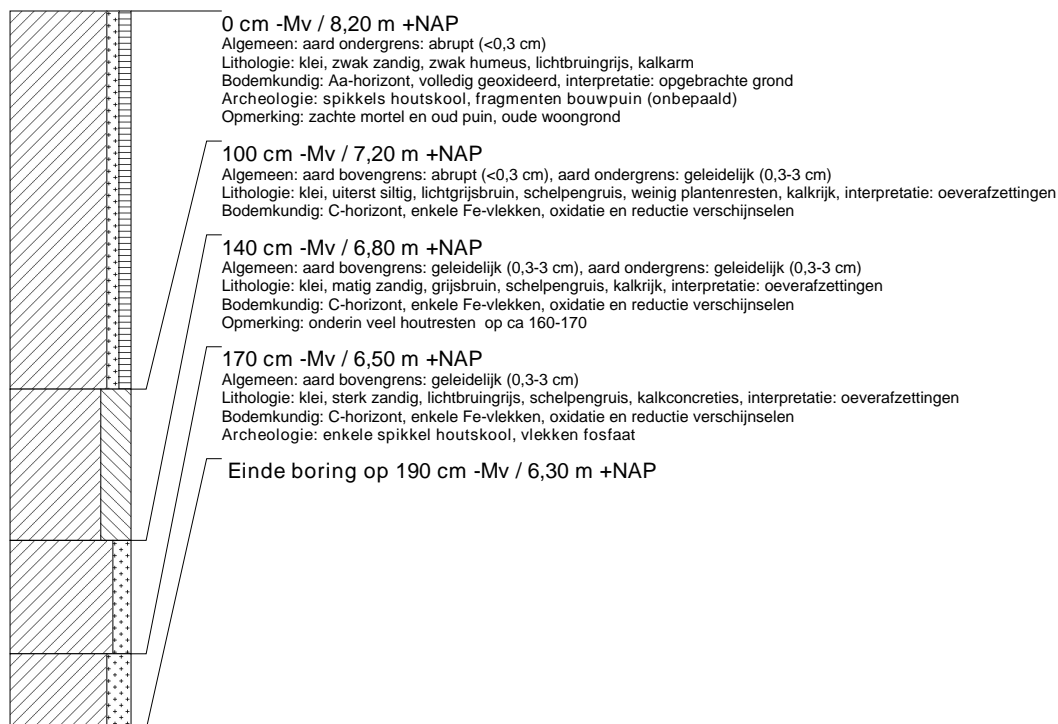 0 cm -Mv / 8,20 m +NAP
Algemeen: aard ondergrens: abrupt (<0,3 cm)
Lithologie: klei, zwak zandig, zwak humeus, lichtbruingrijs, kalkarm
Bodemkundig: Aa-horizont, volledig geoxideerd, interpretatie: opgebrachte grond
Archeologie: spikkels houtskool, fragmenten bouwpuin (onbepaald)
Opmerking: zachte mortel en oud puin, oude woongrond
100 cm -Mv / 7,20 m +NAP
Algemeen: aard bovengrens: abrupt (<0,3 cm), aard ondergrens: geleidelijk (0,3-3 cm)
Lithologie: klei, uiterst siltig, lichtgrijsbruin, schelpengruis, weinig plantenresten, kalkrijk, interpretatie: oeverafzettingen
Bodemkundig: C-horizont, enkele Fe-vlekken, oxidatie en reductie verschijnselen
140 cm -Mv / 6,80 m +NAP
Algemeen: aard bovengrens: geleidelijk (0,3-3 cm), aard ondergrens: geleidelijk (0,3-3 cm)
Lithologie: klei, matig zandig, grijsbruin, schelpengruis, kalkrijk, interpretatie: oeverafzettingen
Bodemkundig: C-horizont, enkele Fe-vlekken, oxidatie en reductie verschijnselen
Opmerking: onderin veel houtresten op ca 160-170
170 cm -Mv / 6,50 m +NAP
Algemeen: aard bovengrens: geleidelijk (0,3-3 cm)
Lithologie: klei, sterk zandig, lichtbruingrijs, schelpengruis, kalkconcreties, interpretatie: oeverafzettingen
Bodemkundig: C-horizont, enkele Fe-vlekken, oxidatie en reductie verschijnselen
Archeologie: enkele spikkel houtskool, vlekken fosfaat
Einde boring op 190 cm -Mv / 6,30 m +NAP